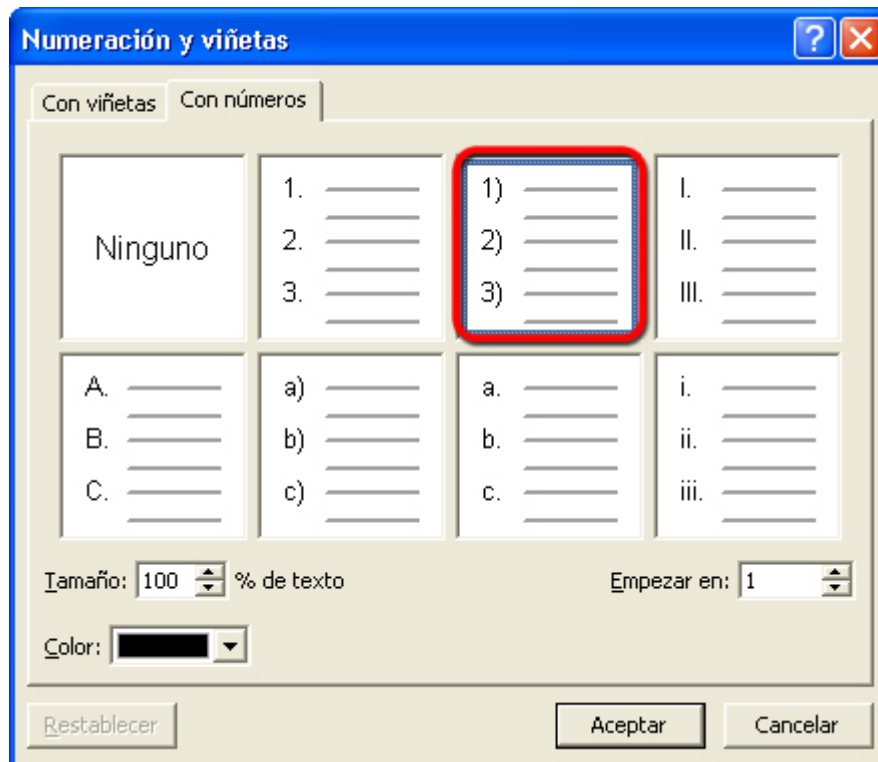 Numeración y viñetas
Con viñetas Con números
Ninguno
1.
2.
3.
1)
2)
3)
I.
II.
III.
A.
B.
C.
a)
b)
c)
a.
b.
c.
i.
ii.
iii.
Tamaño: 100 % de texto Empezar en: 1
Color:
Restablecer Aceptar Cancelar